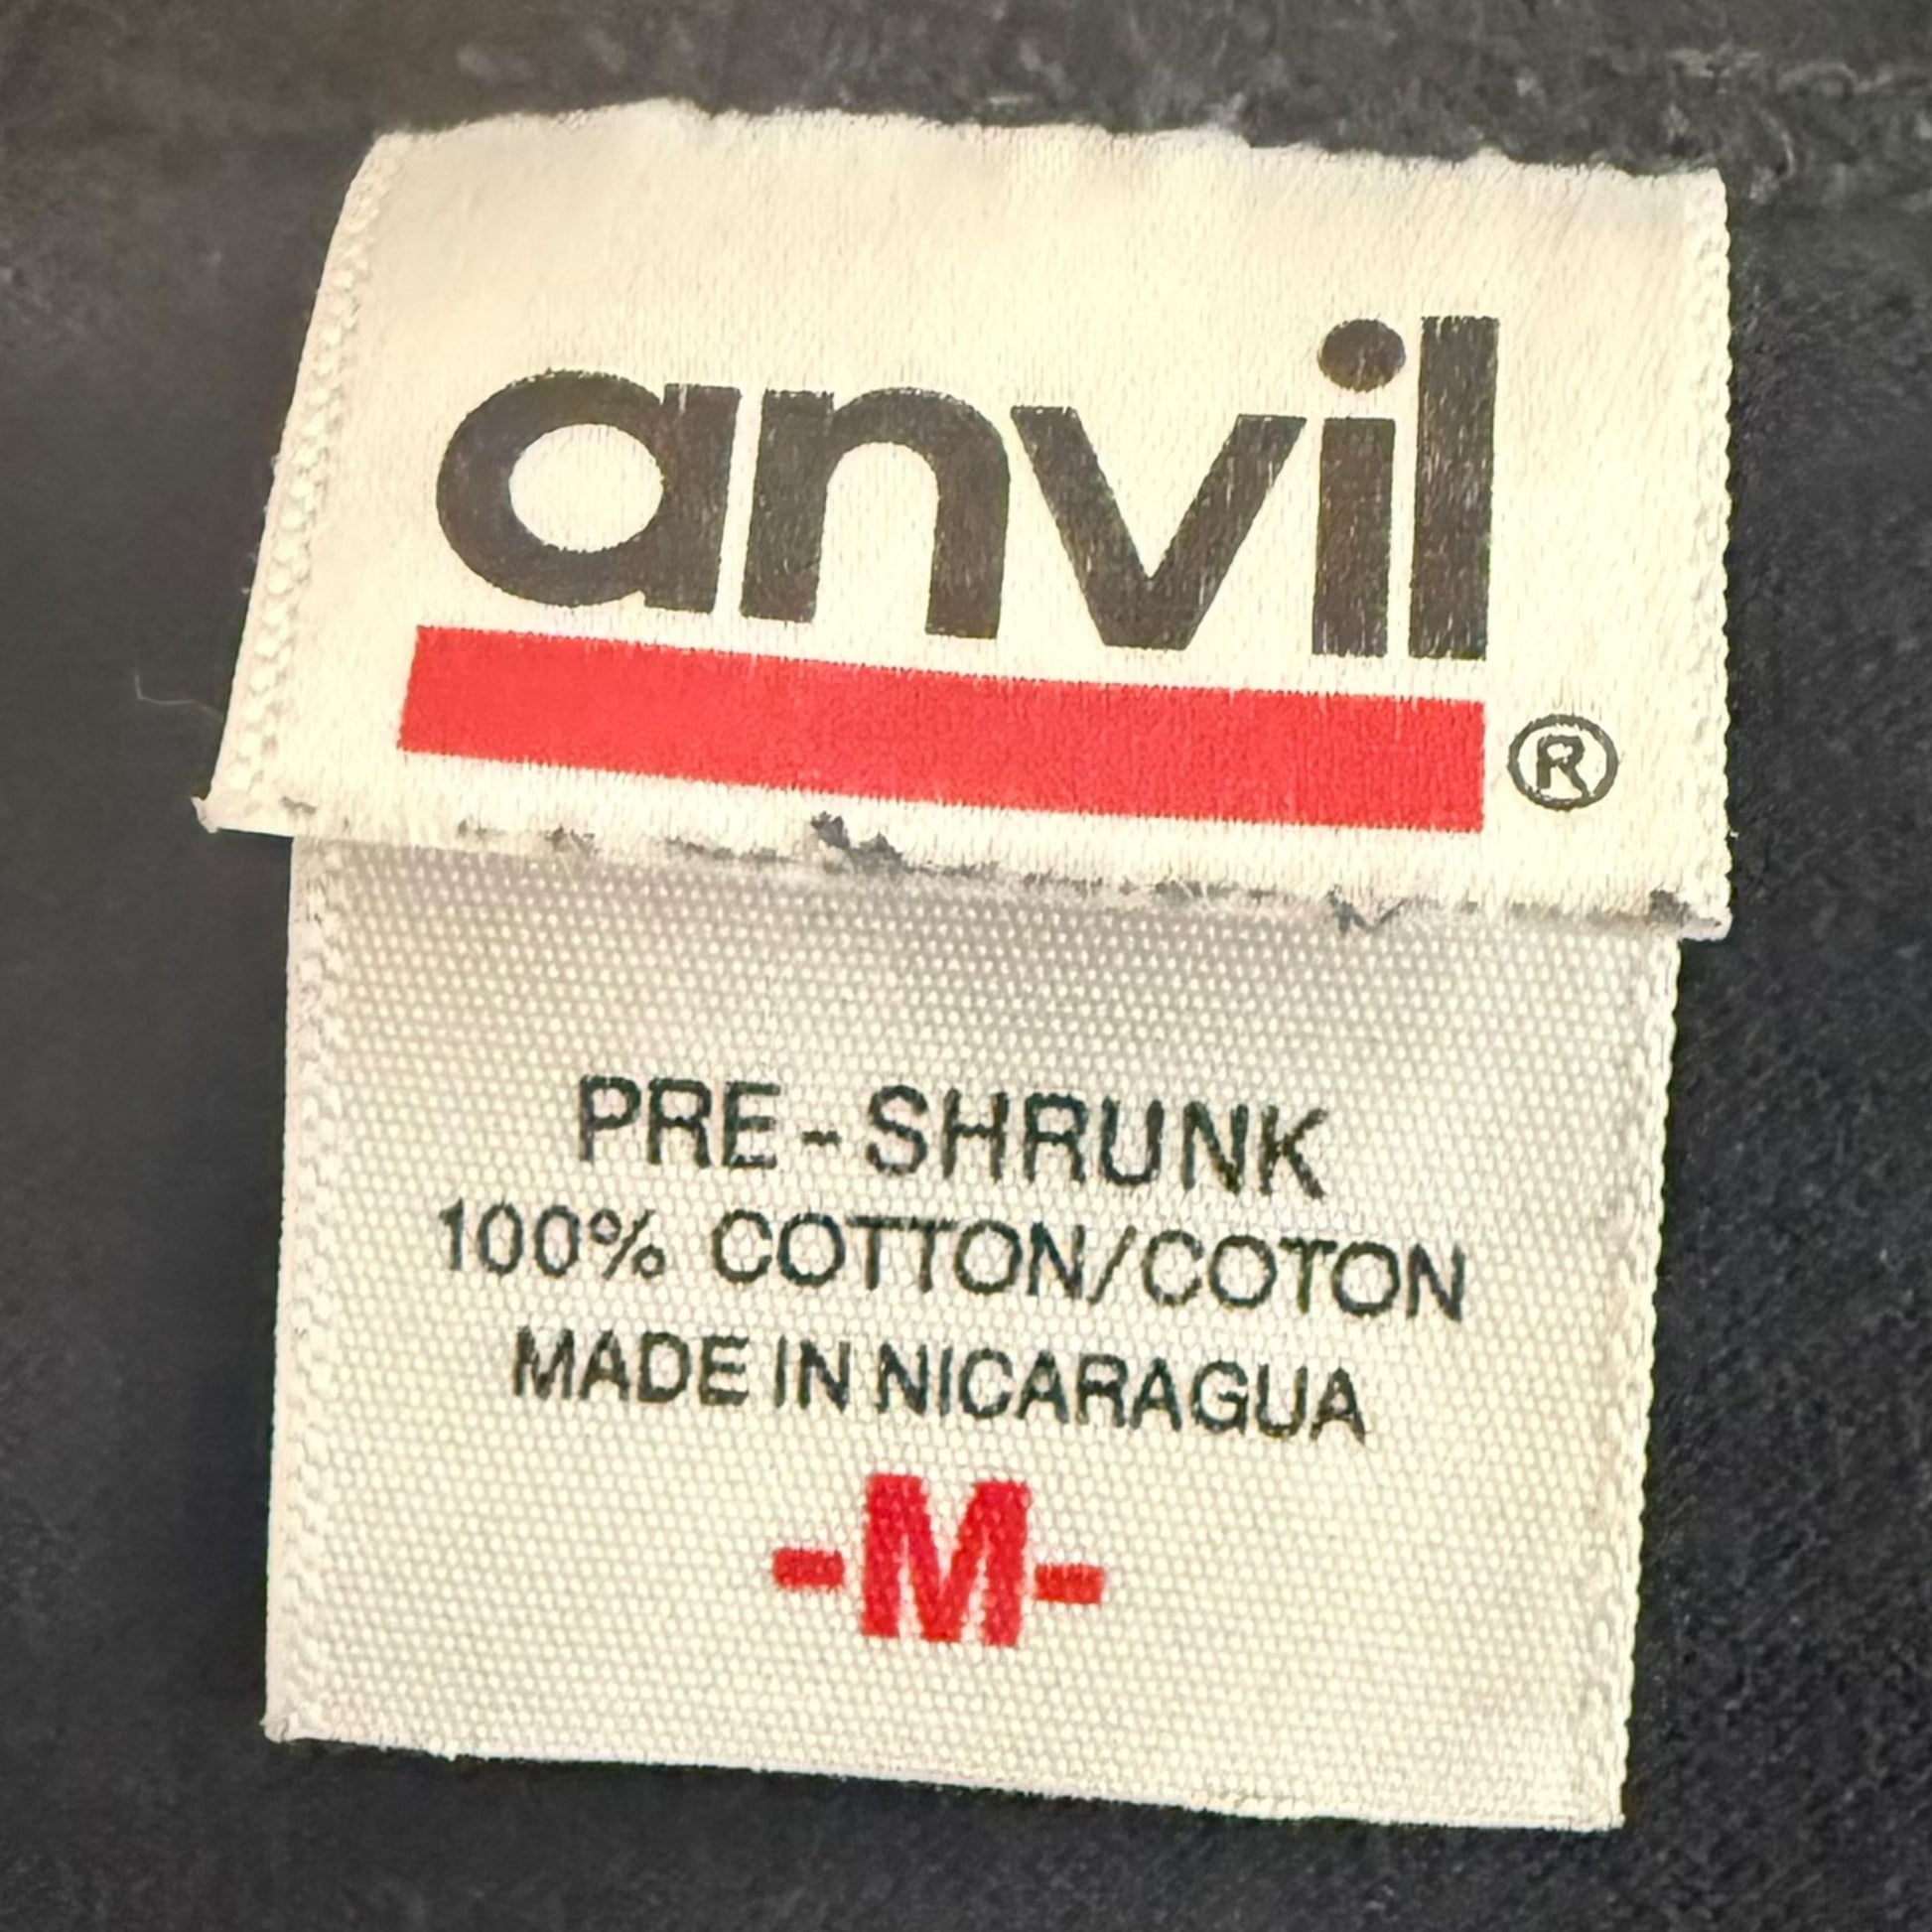 anvil
®
PRE-SHRUNK
100% COTTON/COTON
MADE IN NICARAGUA
-M-